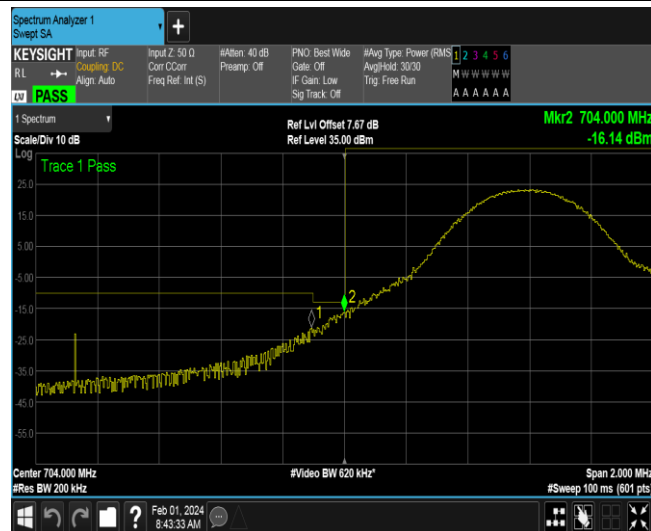 Spectrum Analyzer 1
Swept SA
+
KEYSIGHT
RL
LXI PASS
Input: RF
Coupling: DC
Align: Auto
Input Z: 50 Ω
Corr CCorr
Freq Ref: Int (S)
#Atten: 40 dB
Preamp: Off
PNO: Best Wide
Gate: Off
IF Gain: Low
Sig Track: Off
#Avg Type: Power (RMS
Avg|Hold: 30/30
Trig: Free Run
1 2 3 4 5 6
M W W W W W
A A A A A A
1 Spectrum
Scale/Div 10 dB
Ref Lvl Offset 7.67 dB
Ref Level 35.00 dBm
Mkr2 704.000 MHz
-16.14 dBm
Log
Trace 1 Pass
25.0
15.0
5.00
-5.00
-15.0
-25.0
-35.0
-45.0
-55.0
1
2
Center 704.000 MHz
#Res BW 200 kHz
#Video BW 620 kHz*
Span 2.000 MHz
#Sweep 100 ms (601 pts)
?
Feb 01, 2024
8:43:33 AM